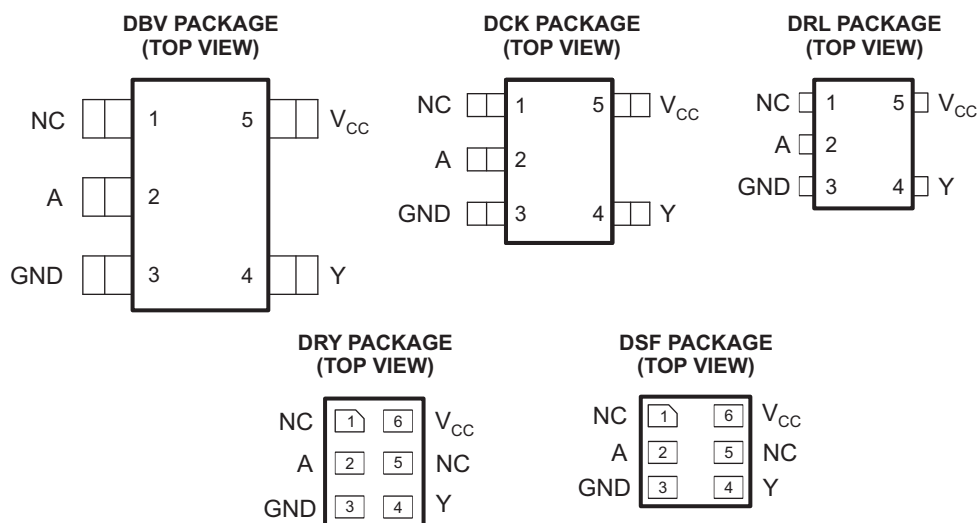 DBV PACKAGE
(TOP VIEW)
NC 1 5 VCC
A 2
GND 3 4 Y
DCK PACKAGE
(TOP VIEW)
NC 1 5 VCC
A 2
GND 3 4 Y
DRL PACKAGE
(TOP VIEW)
NC 1 5 VCC
A 2
GND 3 4 Y
DRY PACKAGE
(TOP VIEW)
NC 1 6 VCC
A 2 5 NC
GND 3 4 Y
DSF PACKAGE
(TOP VIEW)
NC 1 6 VCC
A 2 5 NC
GND 3 4 Y